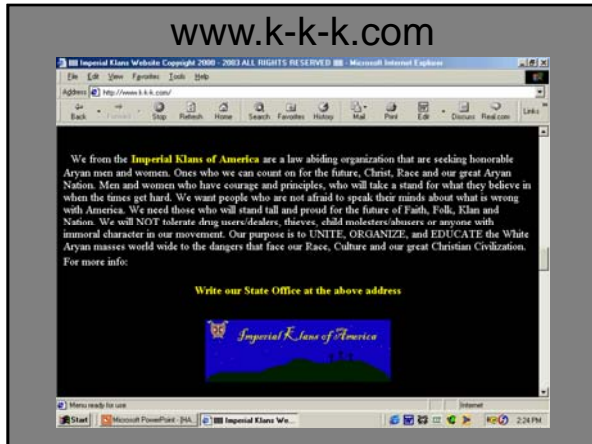 www.k-k-k.com
Imperial Klans Website Copyright 2000 - 2003 ALL RIGHTS RESERVED - Microsoft Internet Explorer
File Edit View Favorites Tools Help
Address http://www.k-k-k.com/
Back Forward Stop Refresh Home Search Favorites History Mail Print Edit Discuss Real.com Links
We from the Imperial Klans of America are a law abiding organization that are seeking honorable
Aryan men and women. Ones who we can count on for the future, Christ, Race and our great Aryan
Nation. Men and women who have courage and principles, who will take a stand for what they believe in
when the times get hard. We want people who are not afraid to speak their minds about what is wrong
with America. We need those who will stand tall and proud for the future of Faith, Folk, Klan and
Nation. We will NOT tolerate drug users/dealers, thieves, child molesters/abusers or anyone with
immoral character in our movement. Our purpose is to UNITE, ORGANIZE, and EDUCATE the White
Aryan masses world wide to the dangers that face our Race, Culture and our great Christian Civilization.
For more info:
Write our State Office at the above address
Imperial Klans of America
Menu ready for use Internet
Start Microsoft PowerPoint - [HA... Imperial Klans We... 2:24 PM